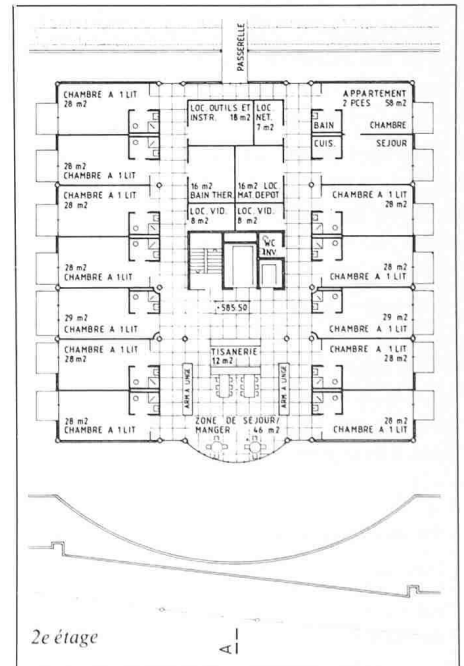 PASSERELLE
CHAMBRE A 1 LIT
28 m2
28 m2
CHAMBRE A 1 LIT
CHAMBRE A 1 LIT
28 m2
28 m2
CHAMBRE A 1 LIT
29 m2
CHAMBRE A 1 LIT
CHAMBRE A 1 LIT
28 m2
28 m2
CHAMBRE A 1 LIT
LOC. OUTILS ET
INSTR. 18 m2
LOC.
NET.
7 m2
16 m2
BAIN THER.
16 m2 LOC.
MAT DEPOT
LOC. VID.
8 m2
LOC. VID.
8 m2
WC
INV
+585.50
TISANERIE
12 m2
ARM A LINGE
ARM A LINGE
ZONE DE SEJOUR/
MANGER 46 m2
APPARTEMENT
2 PCES 58 m2
BAIN
CHAMBRE
CUIS.
SEJOUR
CHAMBRE A 1 LIT
28 m2
28 m2
CHAMBRE A 1 LIT
29 m2
CHAMBRE A 1 LIT
CHAMBRE A 1 LIT
28 m2
28 m2
CHAMBRE A 1 LIT
2e étage
A